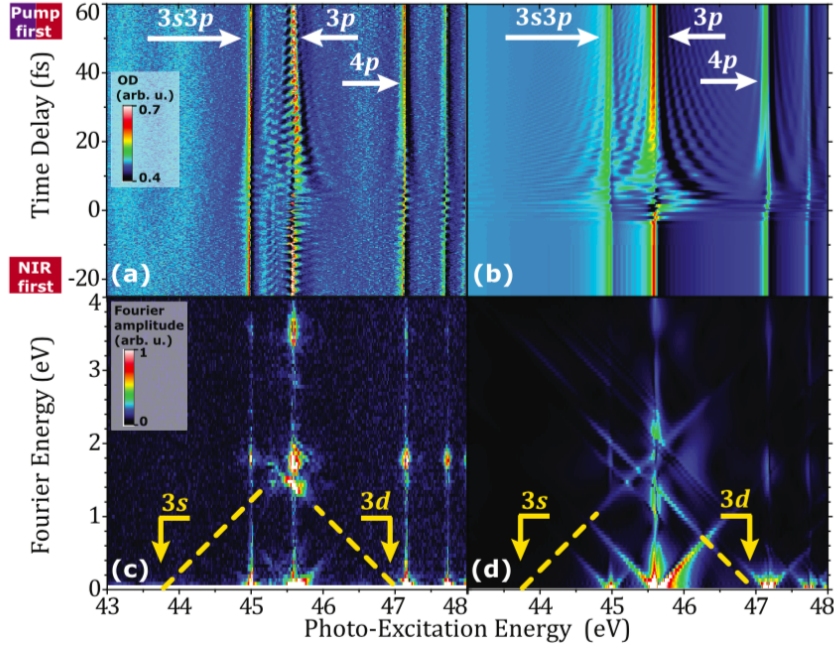 Pump first
3s3p
3p
3s3p
3p
4p
4p
OD
(arb. u.)
0.7
0.4
60
40
20
0
-20
Time Delay (fs)
NIR first
(a)
(b)
Fourier
amplitude
(arb. u.)
1
0
4
3
2
1
0
Fourier Energy (eV)
3s
3d
3s
3d
(c)
(d)
43
44
45
46
47
48
44
45
46
47
48
Photo-Excitation Energy (eV)